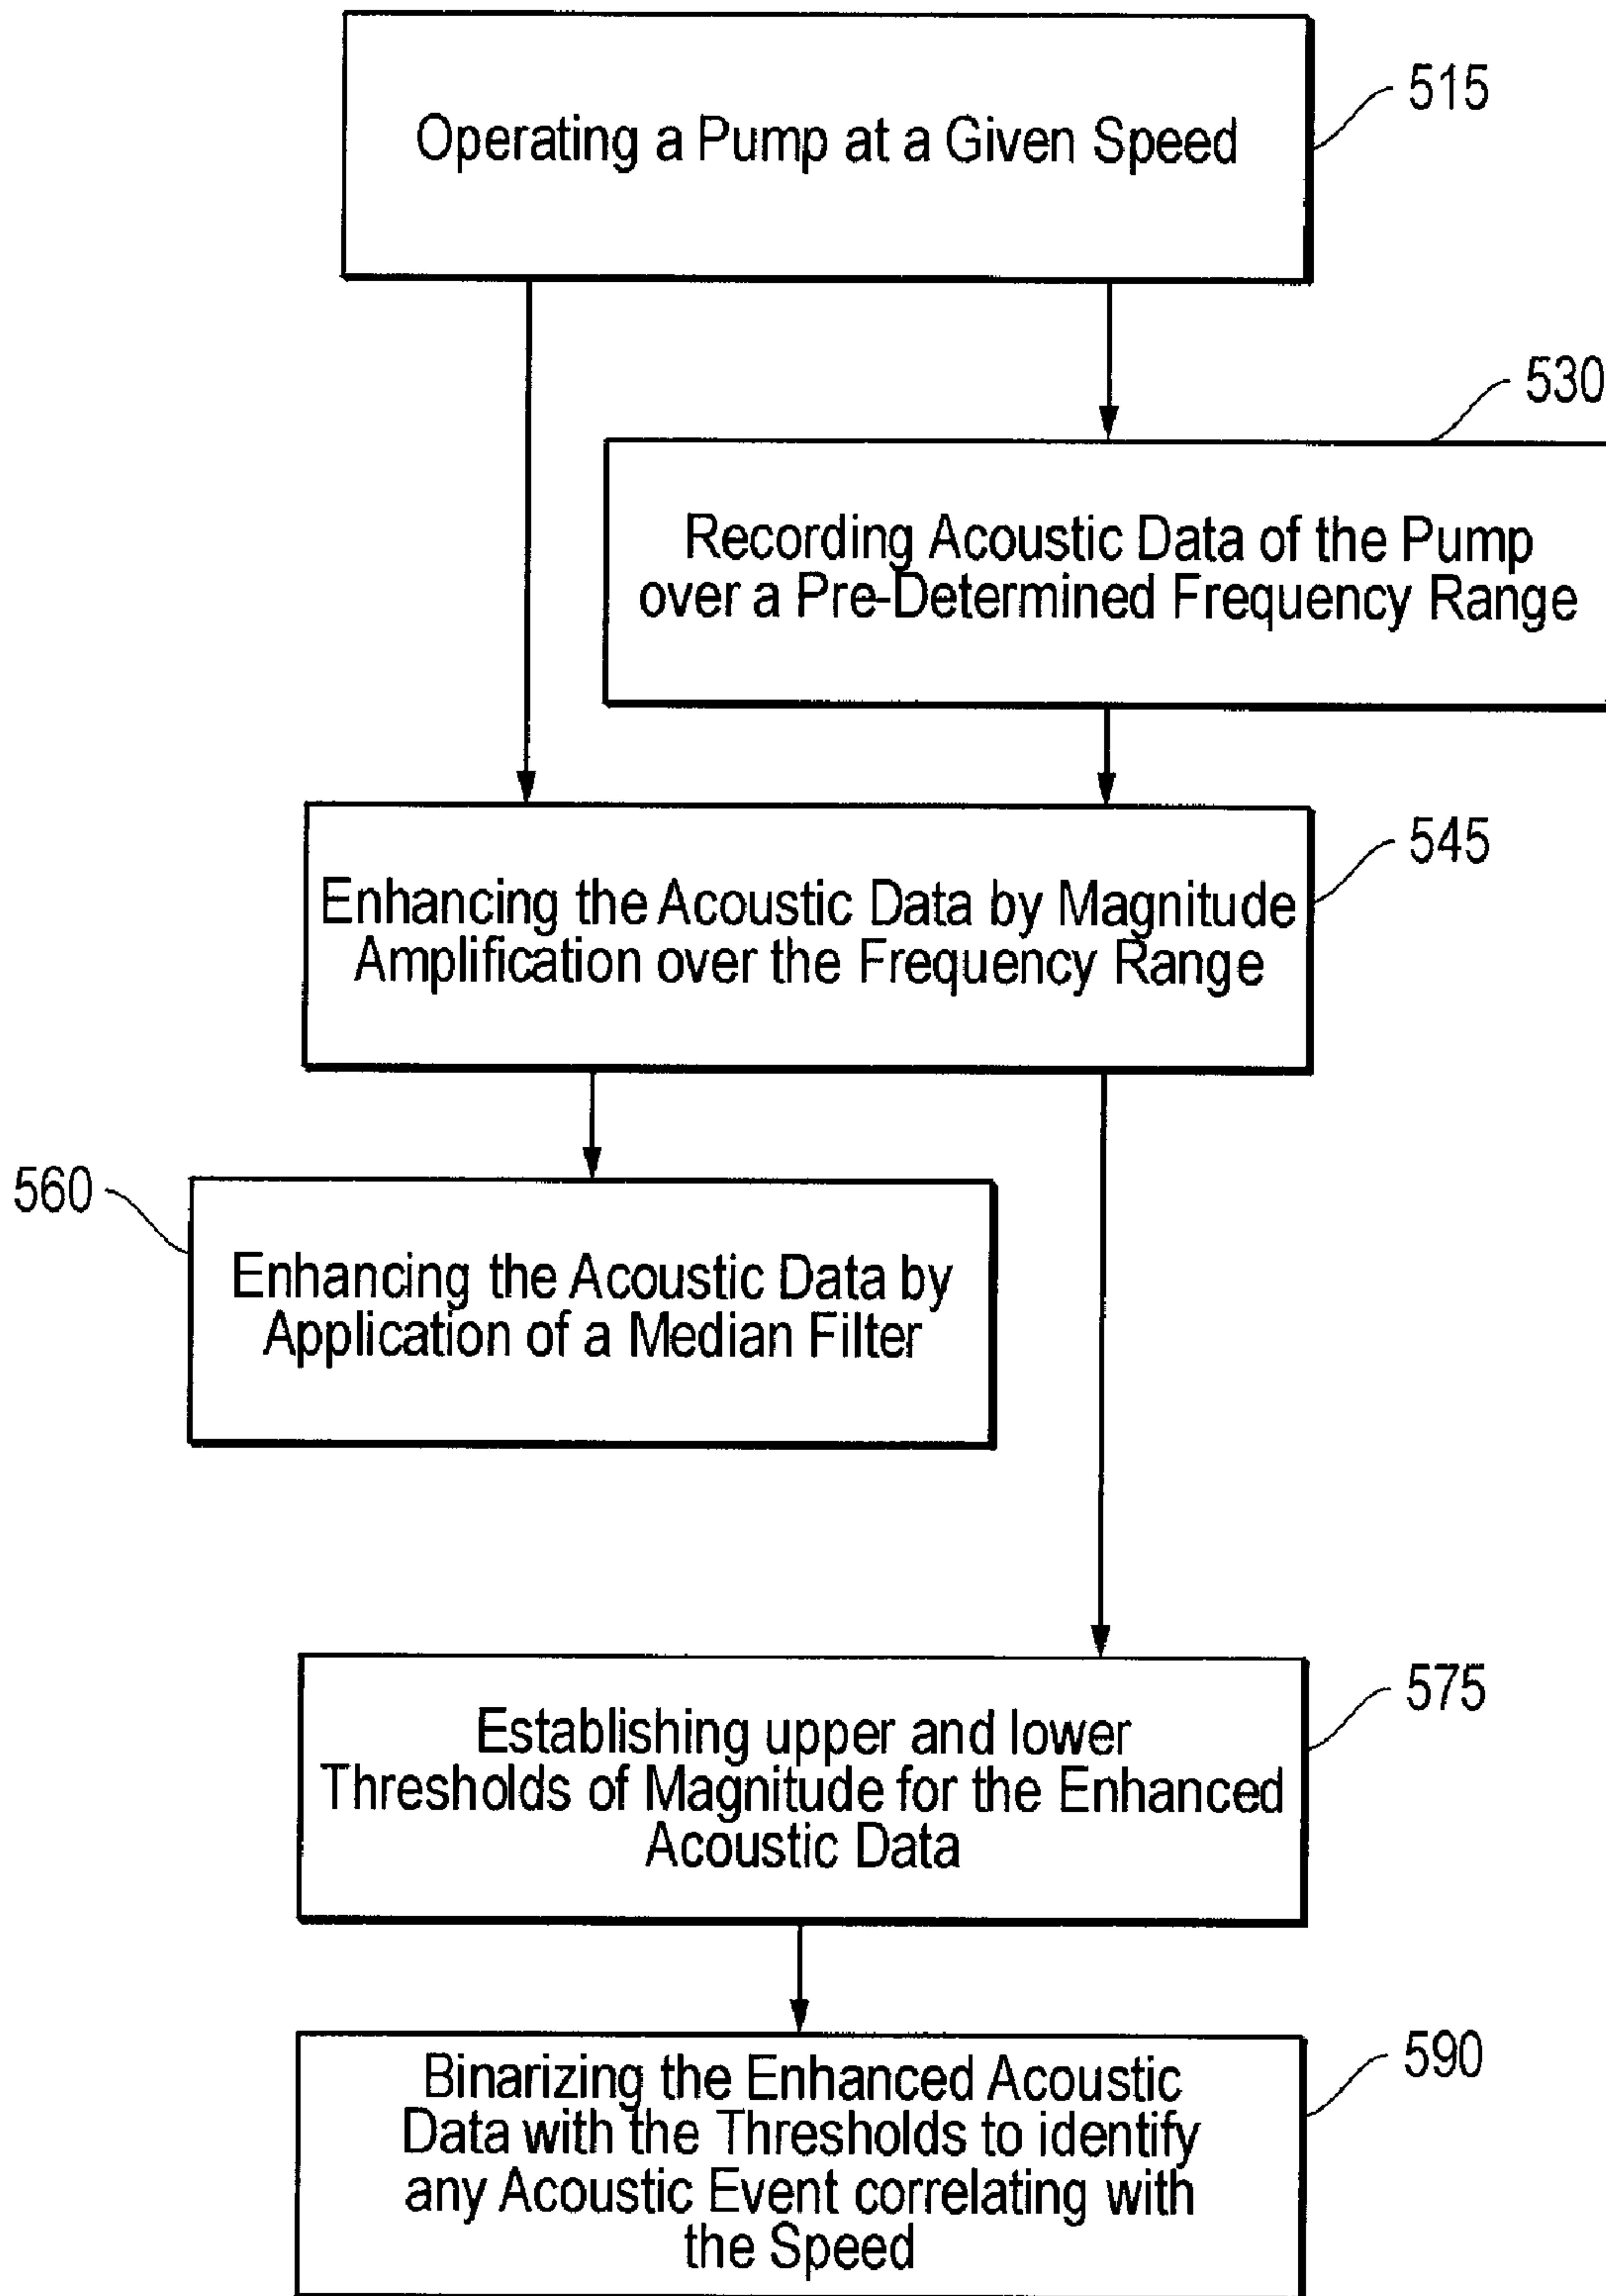 Operating a Pump at a Given Speed
515
530
Recording Acoustic Data of the Pump
over a Pre-Determined Frequency Range
545
Enhancing the Acoustic Data by Magnitude
Amplification over the Frequency Range
560
Enhancing the Acoustic Data by
Application of a Median Filter
575
Establishing upper and lower
Thresholds of Magnitude for the Enhanced
Acoustic Data
590
Binarizing the Enhanced Acoustic
Data with the Thresholds to identify
any Acoustic Event correlating with
the Speed